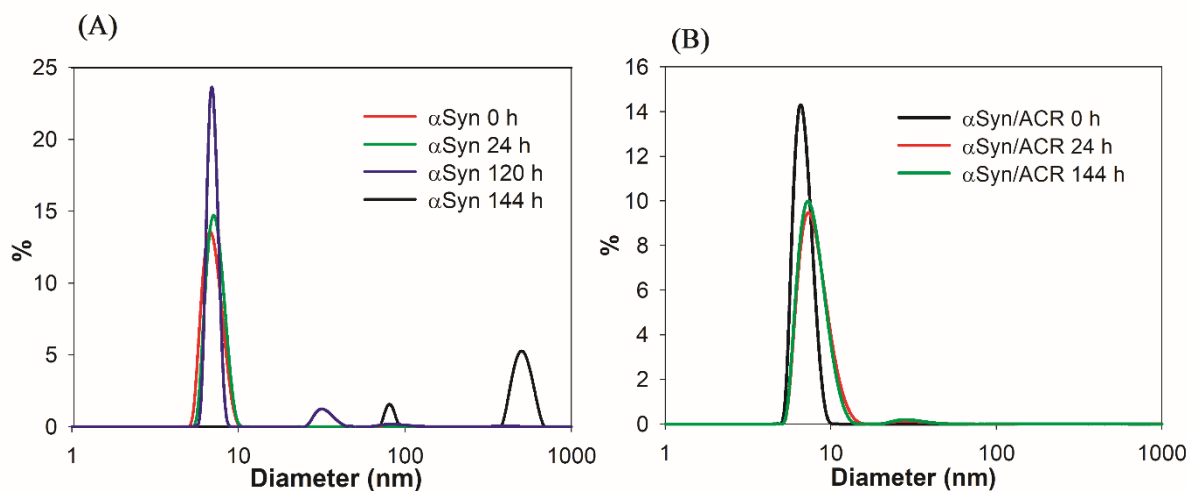 (A)
25
20
15
10
5
0
%
1 10 100 1000
Diameter (nm)
αSyn 0 h
αSyn 24 h
αSyn 120 h
αSyn 144 h
(B)
16
14
12
10
8
6
4
2
0
%
1 10 100 1000
Diameter (nm)
αSyn/ACR 0 h
αSyn/ACR 24 h
αSyn/ACR 144 h